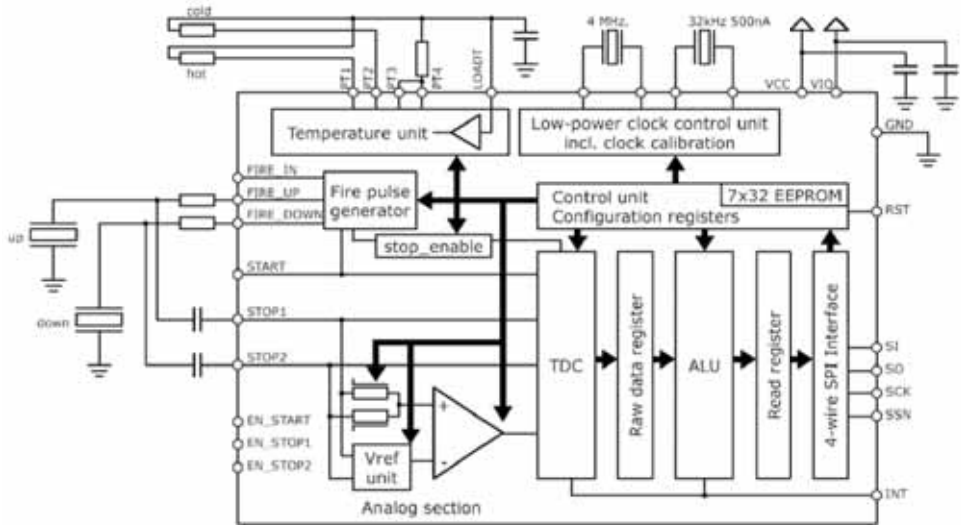 cold
4 MHz.
32kHz 500nA
hot
PT1
PT2
PT3
PT4
LOADT
VCC
VIO
Temperature unit
Low-power clock control unit
incl. clock calibration
GND
FIRE_IN
FIRE_UP
FIRE_DOWN
Fire pulse
generator
Control unit
7x32 EEPROM
Configuration registers
RST
up
stop_enable
START
down
STOP1
STOP2
TDC
Raw data register
ALU
Read register
4-wire SPI Interface
SI
SO
SCK
SSN
+
-
EN_START
EN_STOP1
EN_STOP2
Vref
unit
INT
Analog section